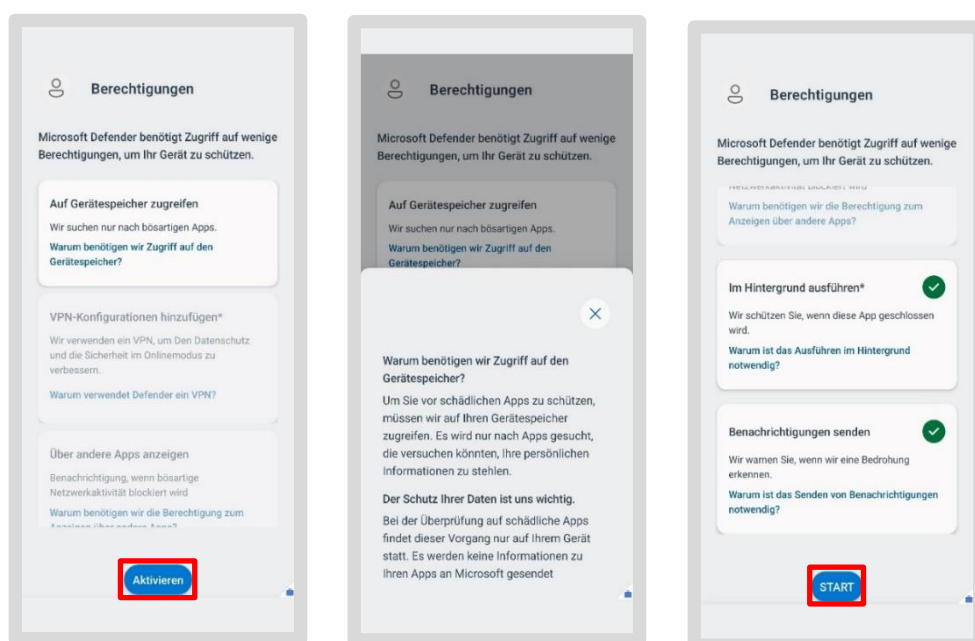 Berechtigungen
Microsoft Defender benötigt Zugriff auf wenige
Berechtigungen, um Ihr Gerät zu schützen.
Auf Gerätespeicher zugreifen
Wir suchen nur nach bösartigen Apps.
Warum benötigen wir Zugriff auf den
Gerätespeicher?
VPN-Konfigurationen hinzufügen*
Wir verwenden ein VPN, um Den Datenschutz
und die Sicherheit im Onlinemodus zu
verbessern.
Warum verwendet Defender ein VPN?
Über andere Apps anzeigen
Benachrichtigung, wenn bösartige
Netzwerkaktivität blockiert wird
Warum benötigen wir die Berechtigung zum
Anzeigen über andere Apps?
Aktivieren
Berechtigungen
Microsoft Defender benötigt Zugriff auf wenige
Berechtigungen, um Ihr Gerät zu schützen.
Auf Gerätespeicher zugreifen
Wir suchen nur nach bösartigen Apps.
Warum benötigen wir Zugriff auf den
Gerätespeicher?
Warum benötigen wir Zugriff auf den
Gerätespeicher?
Um Sie vor schädlichen Apps zu schützen,
müssen wir auf Ihren Gerätespeicher
zugreifen. Es wird nur nach Apps gesucht,
die versuchen könnten, Ihre persönlichen
Informationen zu stehlen.
Der Schutz Ihrer Daten ist uns wichtig.
Bei der Überprüfung auf schädliche Apps
findet dieser Vorgang nur auf Ihrem Gerät
statt. Es werden keine Informationen zu
Ihren Apps an Microsoft gesendet
Berechtigungen
Microsoft Defender benötigt Zugriff auf wenige
Berechtigungen, um Ihr Gerät zu schützen.
Netzwerkaktivität blockiert wird
Warum benötigen wir die Berechtigung zum
Anzeigen über andere Apps?
Im Hintergrund ausführen*
Wir schützen Sie, wenn diese App geschlossen
wird.
Warum ist das Ausführen im Hintergrund
notwendig?
Benachrichtigungen senden
Wir warnen Sie, wenn wir eine Bedrohung
erkennen.
Warum ist das Senden von Benachrichtigungen
notwendig?
START